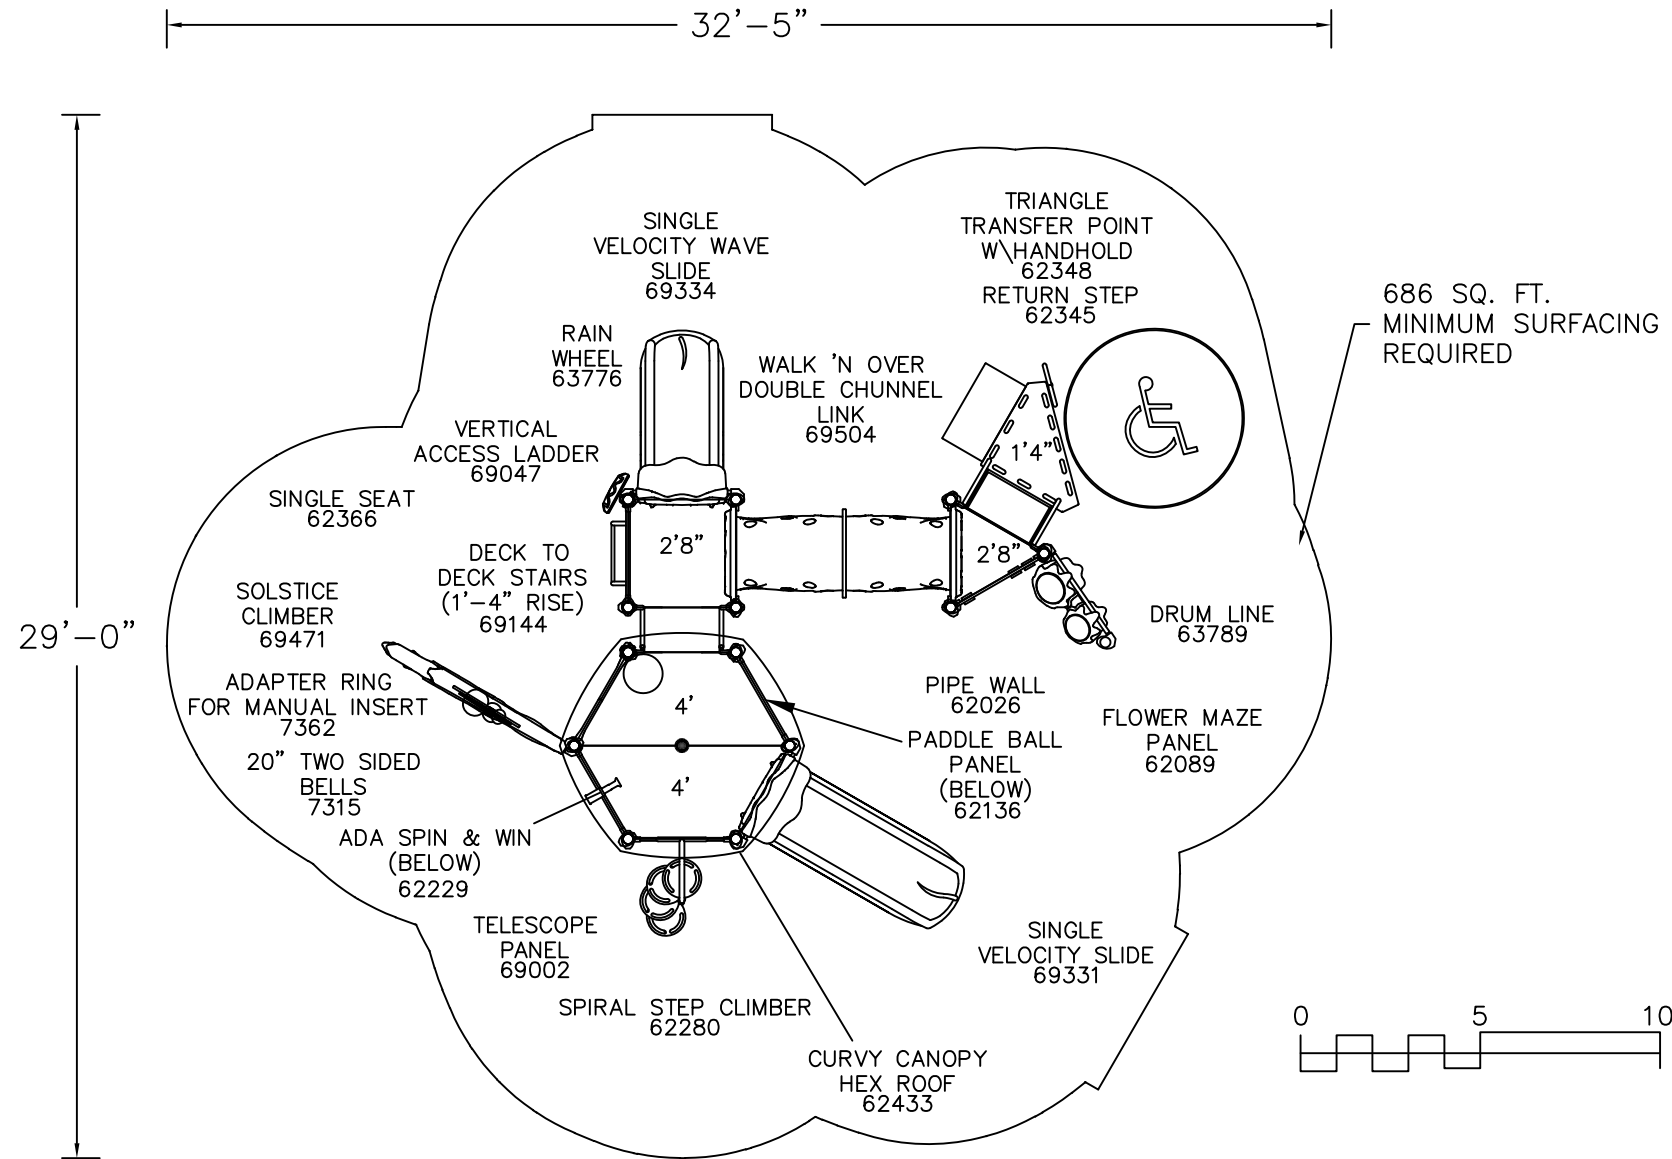 32'-5"
29'-0"
SINGLE
VELOCITY WAVE
SLIDE
69334
TRIANGLE
TRANSFER POINT
W\HANDHOLD
62348
RETURN STEP
62345
686 SQ. FT.
MINIMUM SURFACING
REQUIRED
RAIN
WHEEL
63776
WALK 'N OVER
DOUBLE CHUNNEL
LINK
69504
VERTICAL
ACCESS LADDER
69047
1'4"
SINGLE SEAT
62366
DECK TO
DECK STAIRS
(1'-4" RISE)
69144
2'8"
2'8"
SOLSTICE
CLIMBER
69471
DRUM LINE
63789
ADAPTER RING
FOR MANUAL INSERT
7362
4'
PIPE WALL
62026
FLOWER MAZE
PANEL
62089
PADDLE BALL
PANEL
(BELOW)
62136
20" TWO SIDED
BELLS
7315
4'
ADA SPIN & WIN
(BELOW)
62229
TELESCOPE
PANEL
69002
SINGLE
VELOCITY SLIDE
69331
SPIRAL STEP CLIMBER
62280
CURVY CANOPY
HEX ROOF
62433
0 5 10